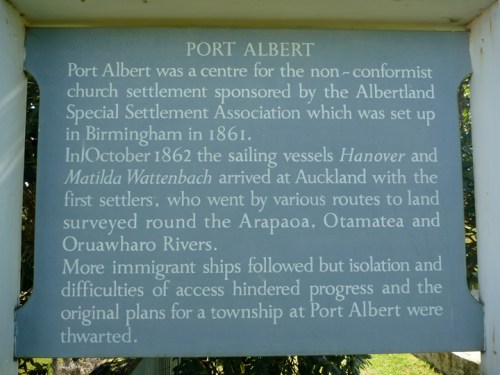 PORT ALBERT
Port Albert was a centre for the non-conformist
church settlement sponsored by the Albertland
Special Settlement Association which was set up
in Birmingham in 1861.
In October 1862 the sailing vessels Hanover and
Matilda Wattenbach arrived at Auckland with the
first settlers, who went by various routes to land
surveyed round the Arapaoa, Otamatea and
Oruawharo Rivers.
More immigrant ships followed but isolation and
difficulties of access hindered progress and the
original plans for a township at Port Albert were
thwarted.